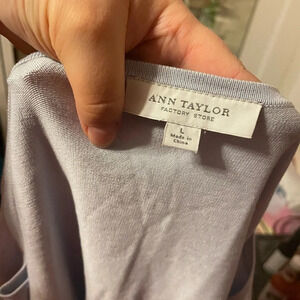 ANN TAYLOR
FACTORY STORE
L
Made in
China